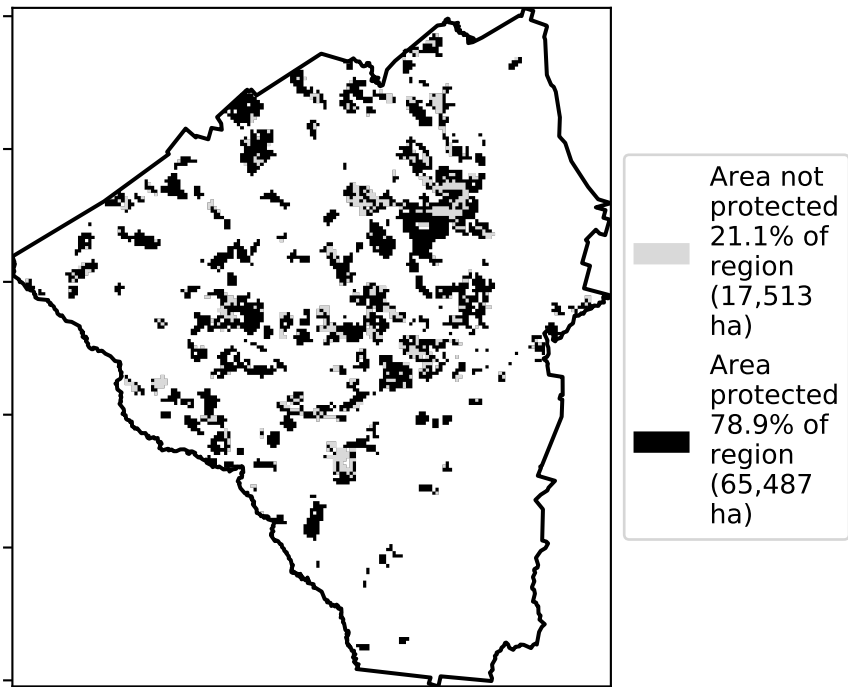 Area not
protected
21.1% of
region
(17,513
ha)
Area
protected
78.9% of
region
(65,487
ha)